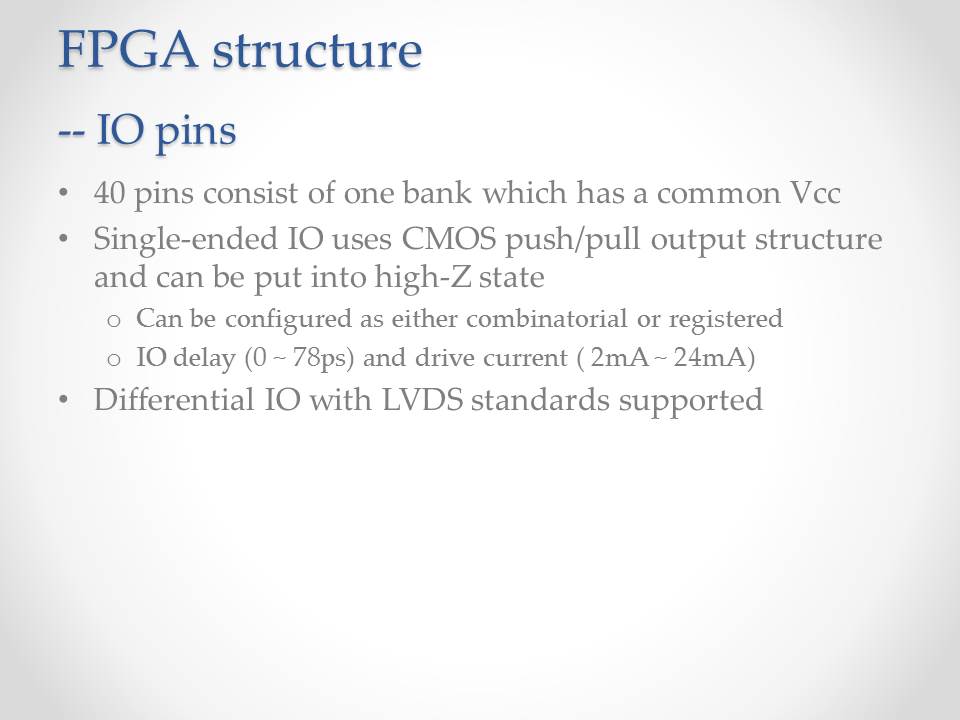 FPGA structure
-- IO pins
• 40 pins consist of one bank which has a common Vcc
• Single-ended IO uses CMOS push/pull output structure
and can be put into high-Z state
o Can be configured as either combinatorial or registered
o IO delay (0 ~ 78ps) and drive current ( 2mA ~ 24mA)
• Differential IO with LVDS standards supported